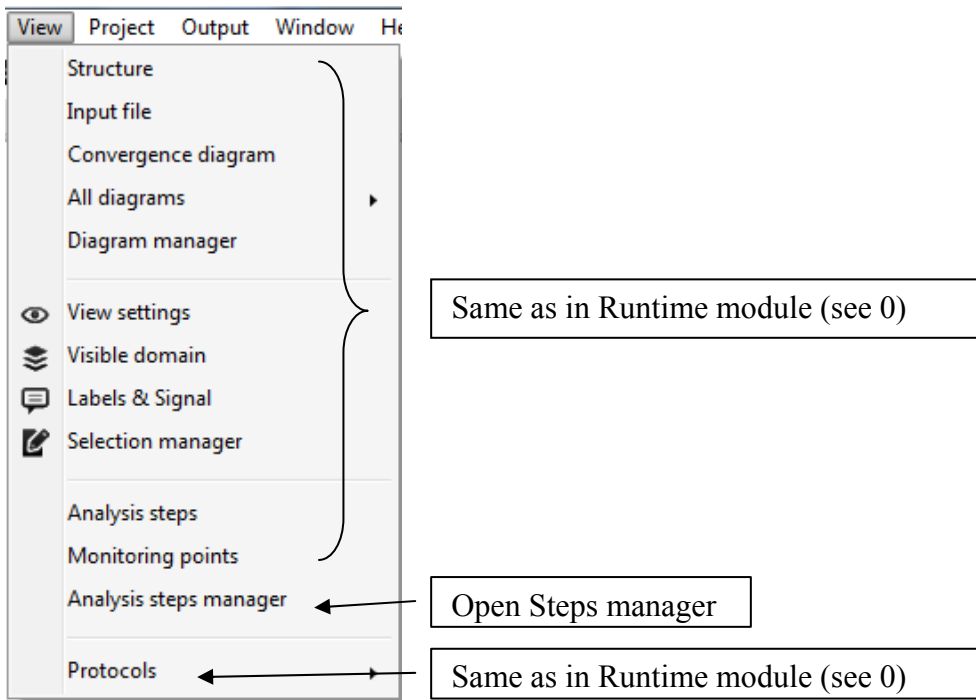 View Project Output Window He
Structure
Input file
Convergence diagram
All diagrams
Diagram manager
View settings
Same as in Runtime module (see 0)
Visible domain
Labels & Signal
Selection manager
Analysis steps
Monitoring points
Analysis steps manager
Open Steps manager
Protocols
Same as in Runtime module (see 0)